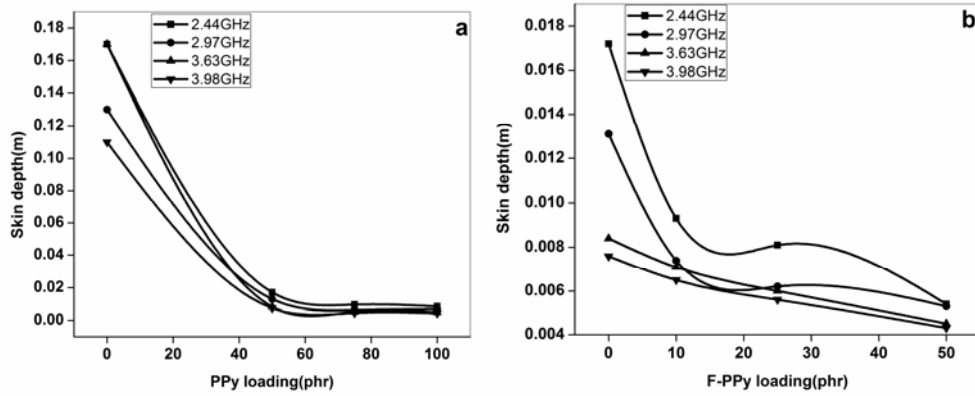 a
2.44GHz
2.97GHz
3.63GHz
3.98GHz
Skin depth(m)
0.18
0.16
0.14
0.12
0.10
0.08
0.06
0.04
0.02
0.00
0 20 40 60 80 100
PPy loading(phr)
b
2.44GHz
2.97GHz
3.63GHz
3.98GHz
Skin depth(m)
0.018
0.016
0.014
0.012
0.010
0.008
0.006
0.004
0 10 20 30 40 50
F-PPy loading(phr)